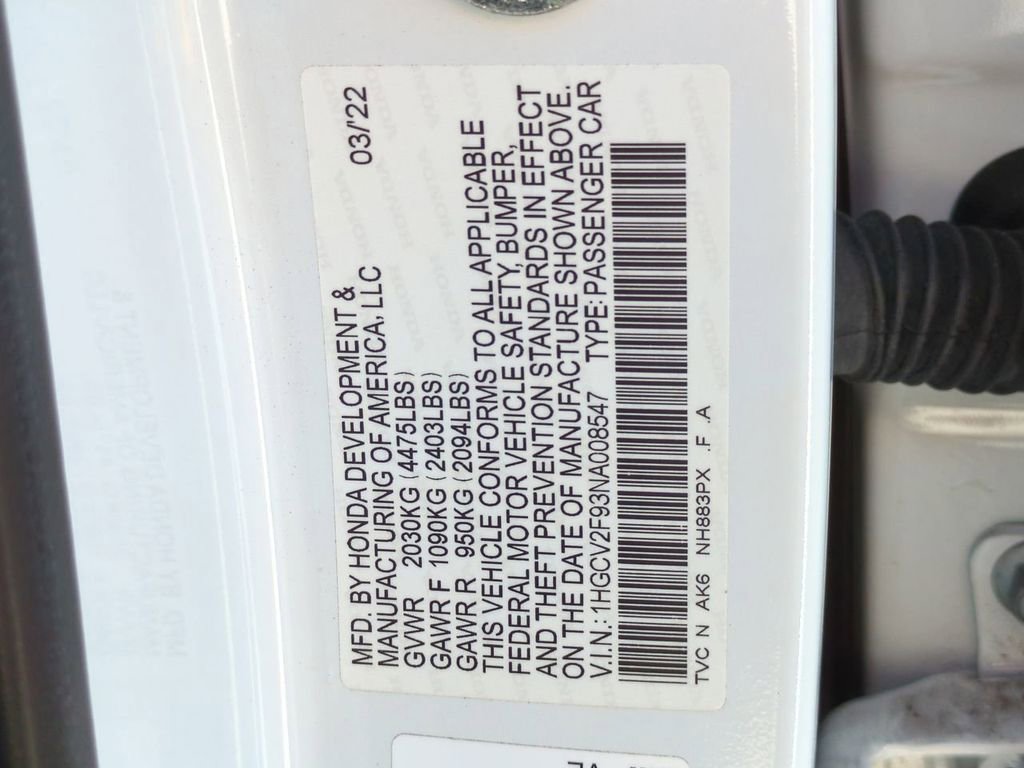 MFD. BY HONDA DEVELOPMENT & 03/'22
MANUFACTURING OF AMERICA, LLC
GVWR 2030KG (4475LBS)
GAWR F 1090KG (2403LBS)
GAWR R 950KG (2094LBS)
THIS VEHICLE CONFORMS TO ALL APPLICABLE
FEDERAL MOTOR VEHICLE SAFETY, BUMPER,
AND THEFT PREVENTION STANDARDS IN EFFECT
ON THE DATE OF MANUFACTURE SHOWN ABOVE.
V.I.N.: 1HGCV2F93NA008547 TYPE: PASSENGER CAR
TVC N AK6 NH883PX .F .A